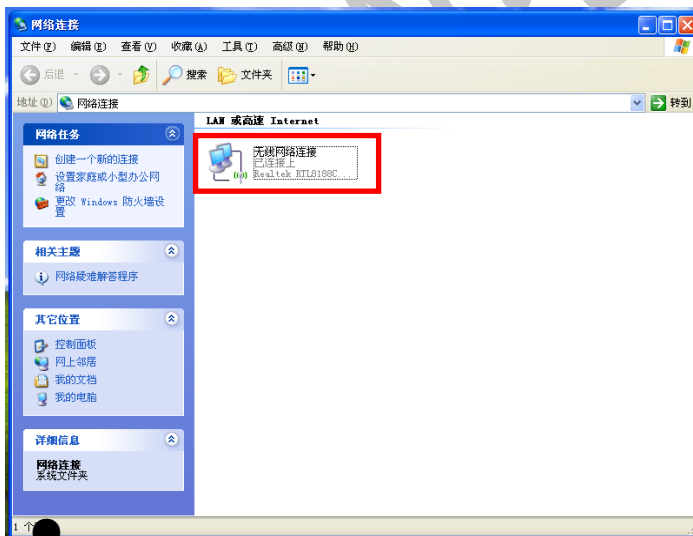 网络连接
文件(F) 编辑(E) 查看(V) 收藏(A) 工具(T) 高级(N) 帮助(H)
后退 搜索 文件夹
地址(D) 网络连接 转到
LAN 或高速 Internet
网络任务
创建一个新的连接
设置家庭或小型办公网
络
更改 Windows 防火墙设
置
无线网络连接
已连接上
Realtek RTL8188C...
相关主题
网络疑难解答程序
其它位置
控制面板
网上邻居
我的文档
我的电脑
详细信息
网络连接
系统文件夹
1 个